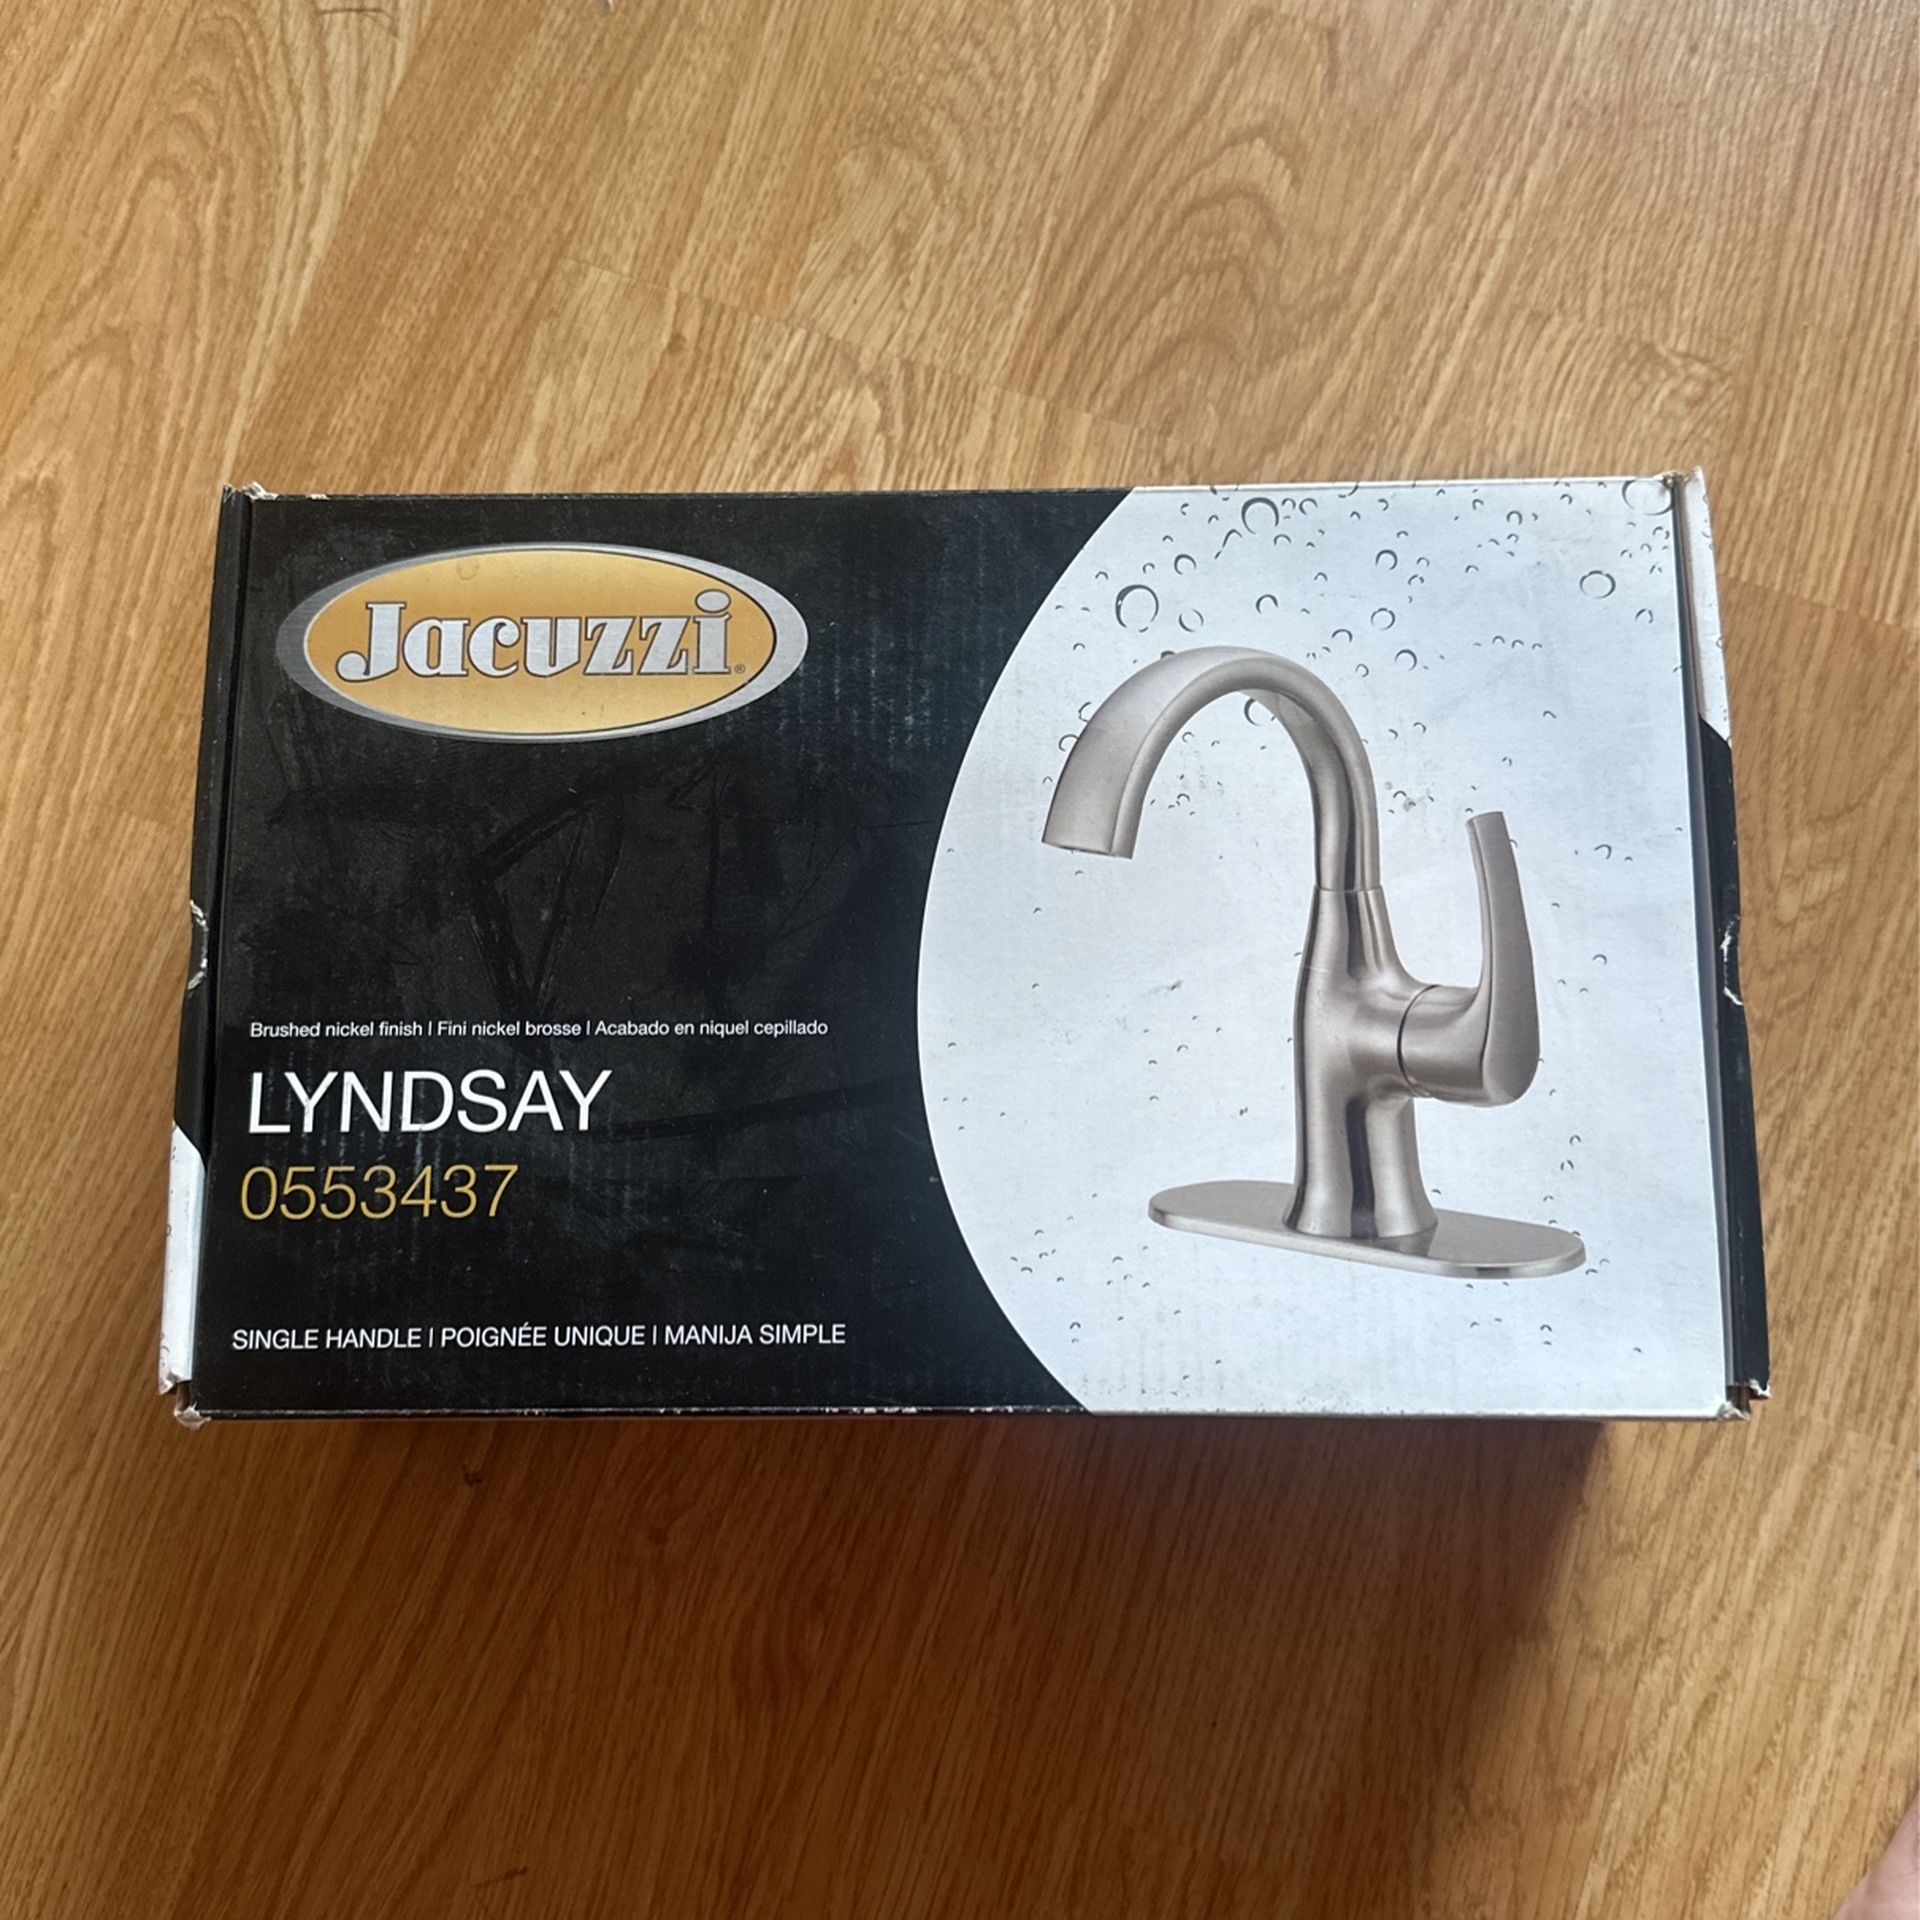 Jacuzzi®
Brushed nickel finish | Fini nickel brosse | Acabado en niquel cepillado
LYNDSAY
0553437
SINGLE HANDLE | POIGNÉE UNIQUE | MANIJA SIMPLE